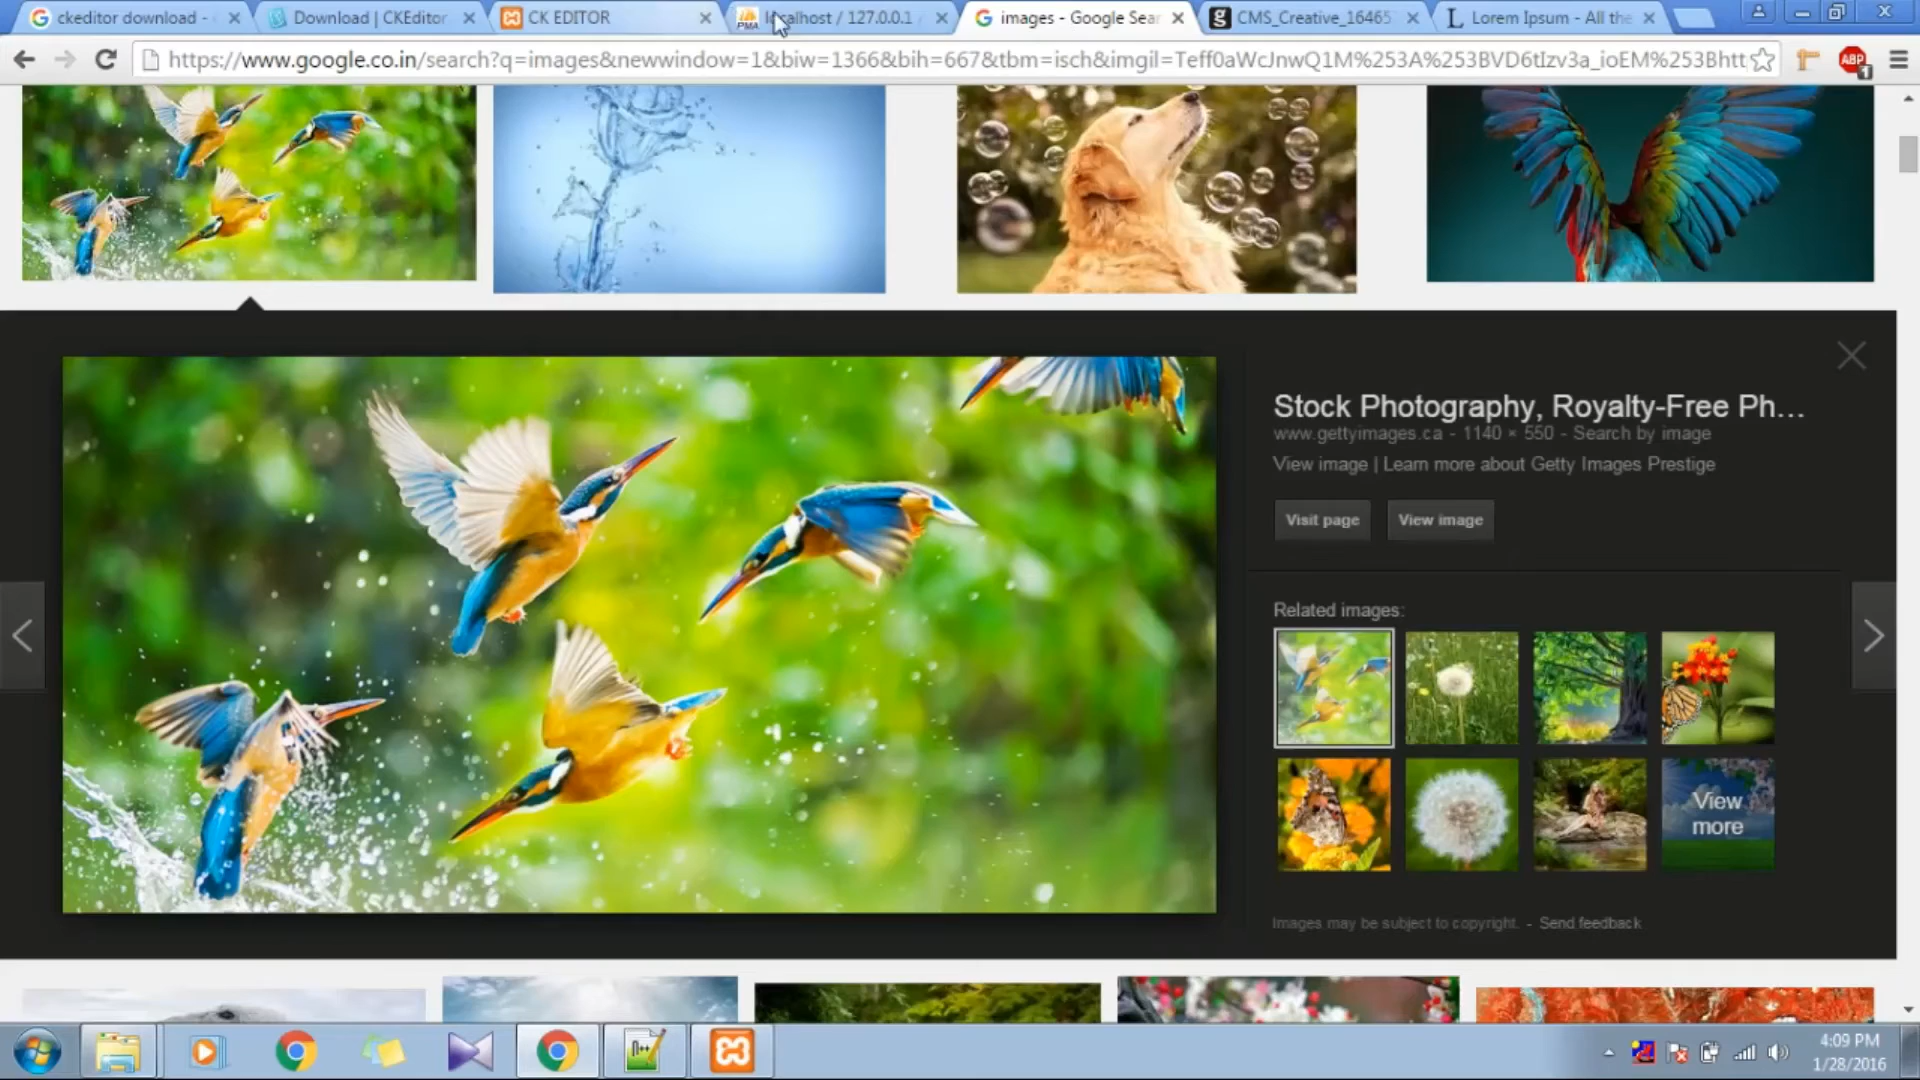 ckeditor download -
Download | CKEditor
CK EDITOR
localhost / 127.0.0.1
images - Google Sear
CMS_Creative_16465
Lorem Ipsum - All the
https://www.google.co.in/search?q=images&newwindow=1&biw=1366&bih=667&tbm=isch&imgil=Teff0aWcJnwQ1M%253A%253BVD6tIzv3a_ioEM%253Bhtt
ABP
1
Stock Photography, Royalty-Free Ph...
www.gettyimages.ca - 1140 × 550 - Search by image
View image | Learn more about Getty Images Prestige
Visit page
View image
Related images:
View
more
Images may be subject to copyright. - Send feedback
4:09 PM
1/28/2016